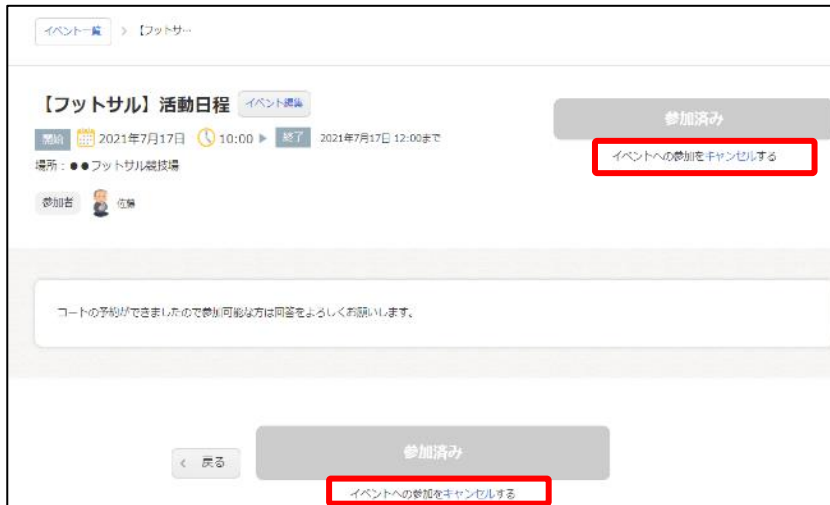 イベント一覧 > 【フットサ…
【フットサル】活動日程 イベント編集
開始 2021年7月17日 10:00 ▶ 終了 2021年7月17日 12:00まで
場所：●●フットサル競技場
参加者 佐藤
参加済み
イベントへの参加をキャンセルする
コートの予約ができましたので参加可能な方は回答をよろしくお願いします。
< 戻る 参加済み
イベントへの参加をキャンセルする